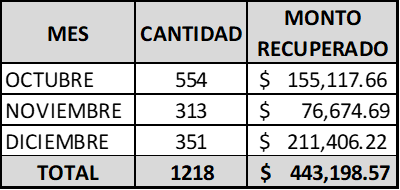 MES CANTIDAD MONTO RECUPERADO
OCTUBRE 554 $ 155,117.66
NOVIEMBRE 313 $ 76,674.69
DICIEMBRE 351 $ 211,406.22
TOTAL 1218 $ 443,198.57